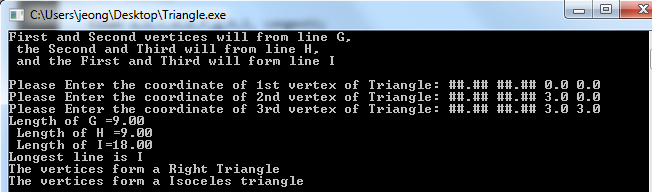 C:\Users\jeong\Desktop\Triangle.exe
First and Second vertices will from line G,
the Second and Third will from line H,
and the First and Third will form line I
Please Enter the coordinate of 1st vertex of Triangle: ##.## ##.## 0.0 0.0
Please Enter the coordinate of 2nd vertex of Triangle: ##.## ##.## 3.0 0.0
Please Enter the coordinate of 3rd vertex of Triangle: ##.## ##.## 3.0 3.0
Length of G =9.00
Length of H =9.00
Length of I=18.00
Longest line is I
The vertices form a Right Triangle
The vertices form a Isoceles triangle